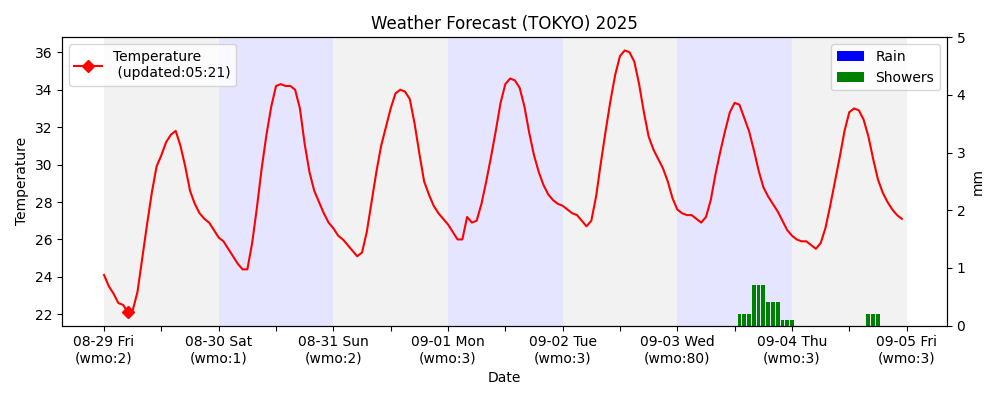 Weather Forecast (TOKYO) 2025
Temperature
(updated:05:21)
Rain
Showers
Temperature
36
34
32
30
28
26
24
22
5
4
3
2
1
0
mm
08-29 Fri
(wmo:2)
08-30 Sat
(wmo:1)
08-31 Sun
(wmo:2)
09-01 Mon
(wmo:3)
09-02 Tue
(wmo:3)
09-03 Wed
(wmo:80)
09-04 Thu
(wmo:3)
09-05 Fri
(wmo:3)
Date